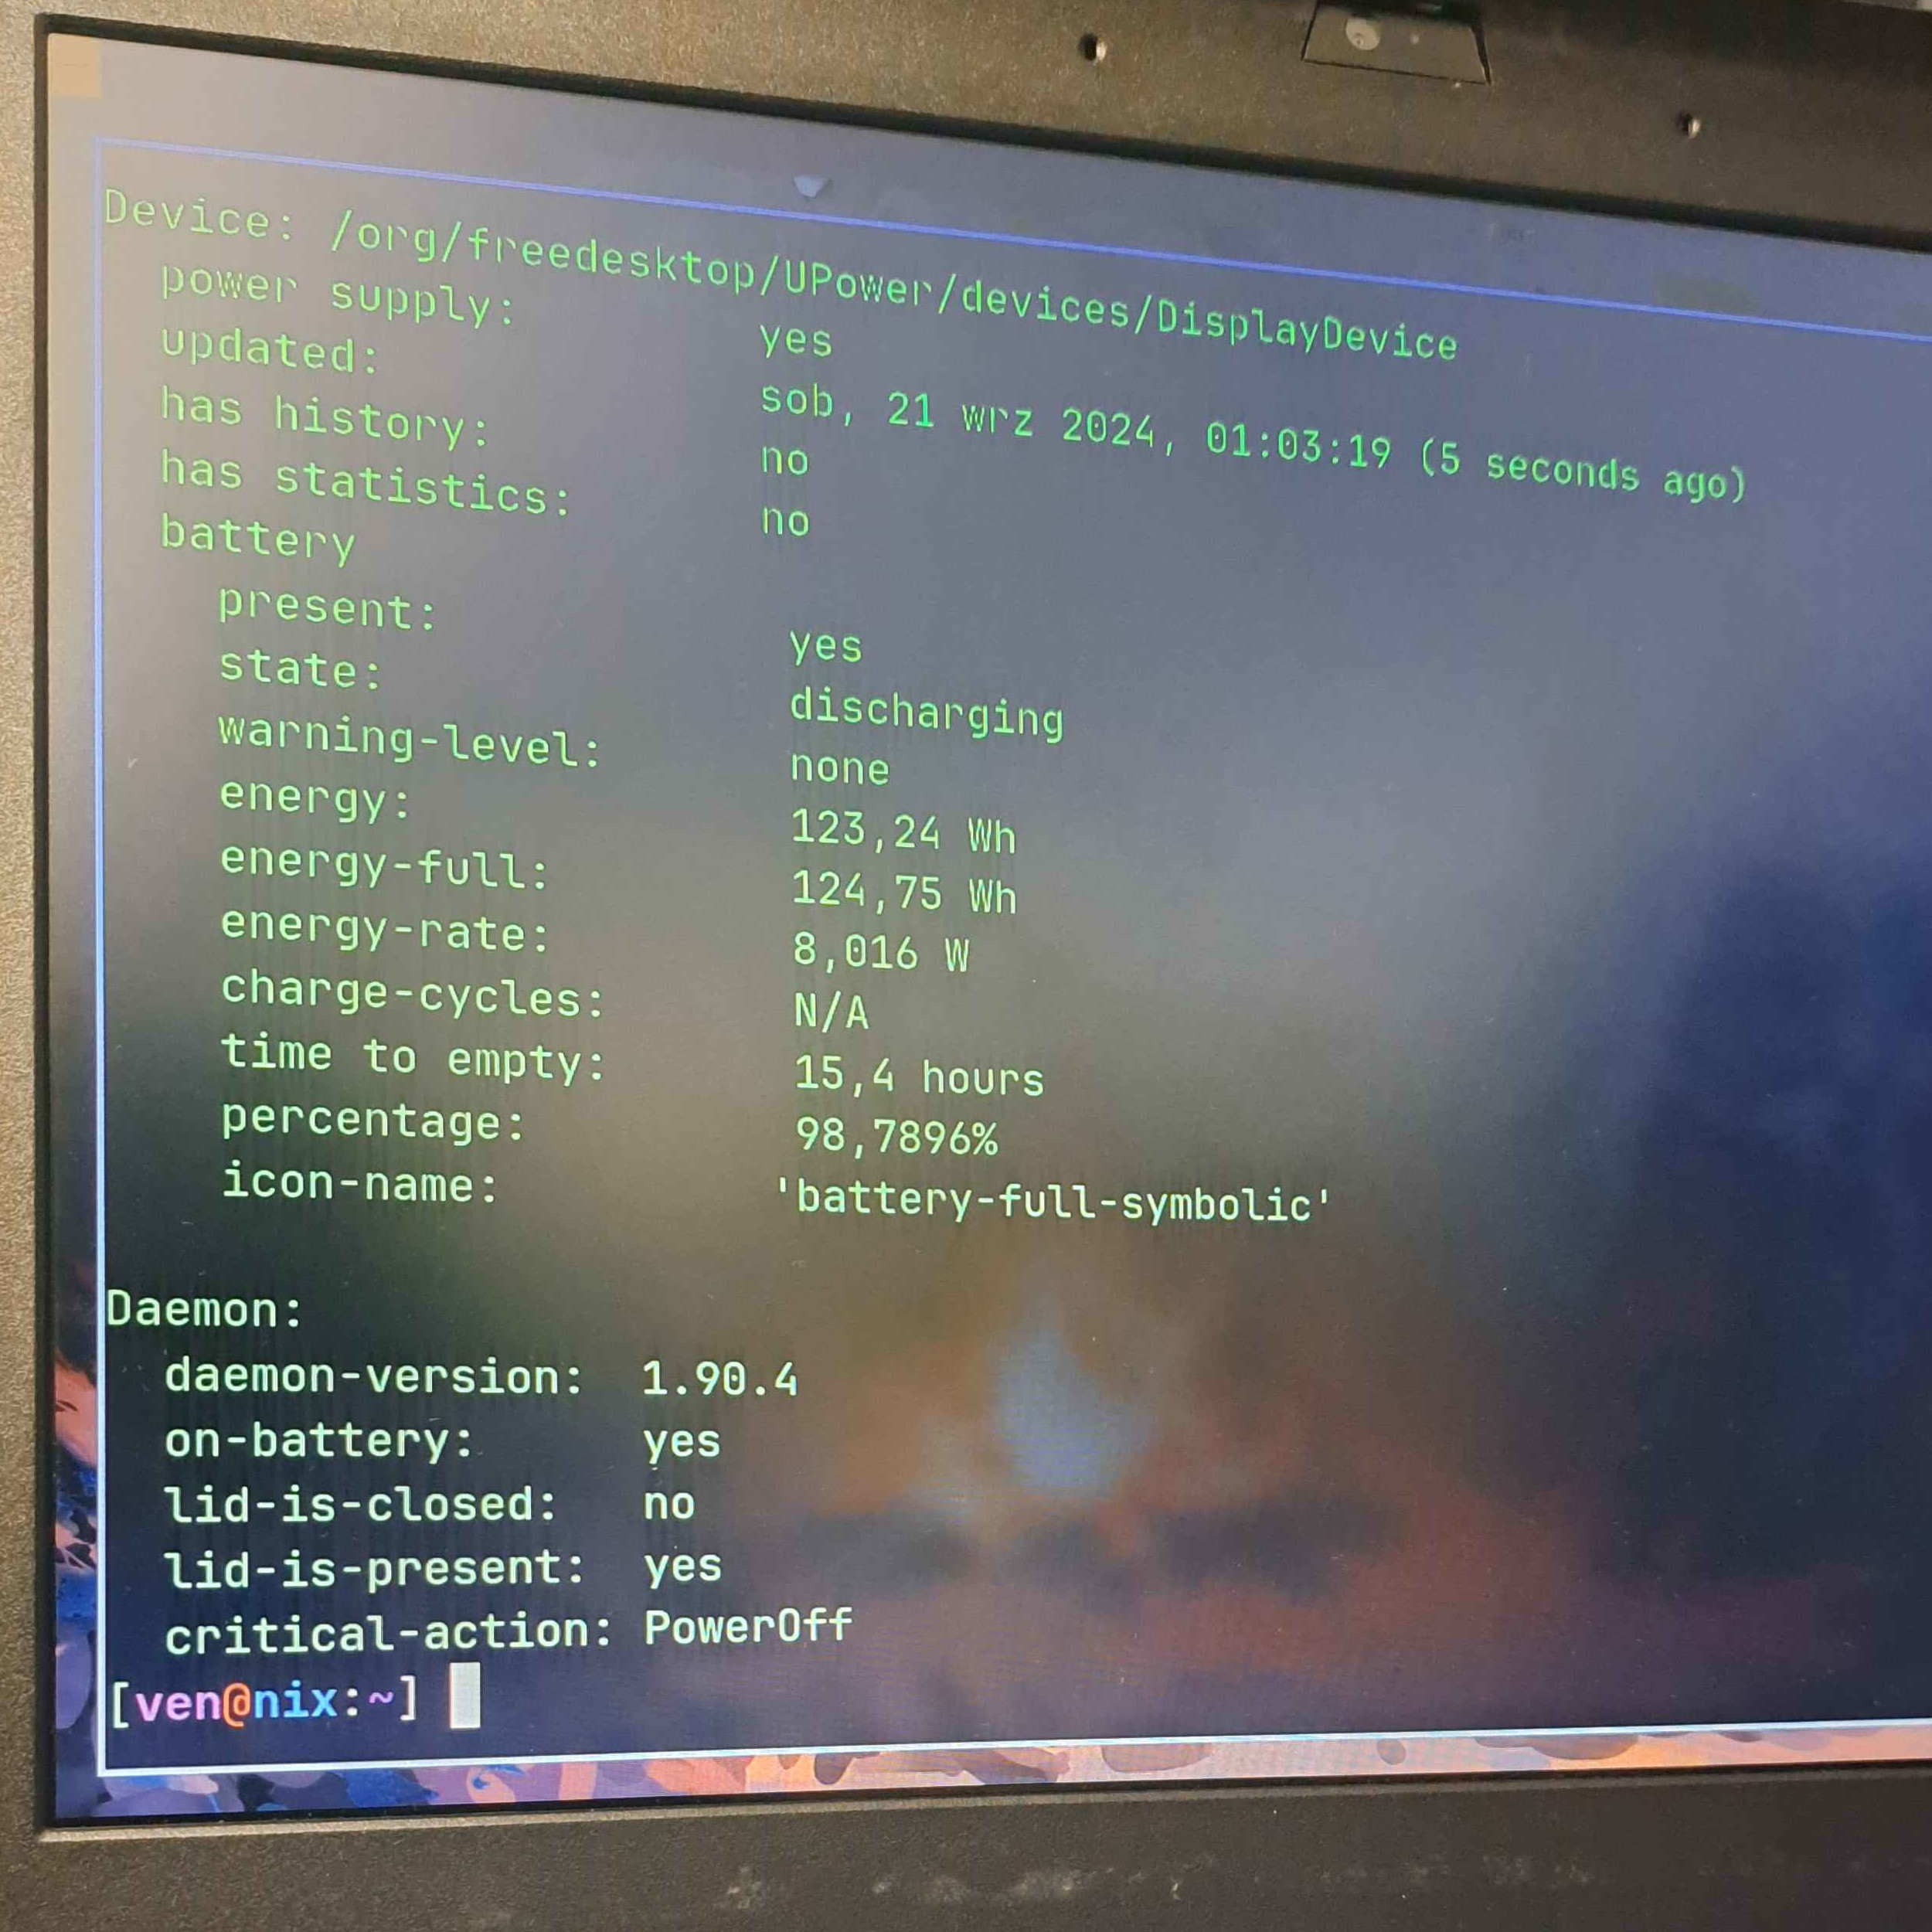 Device: /org/freedesktop/UPower/devices/DisplayDevice
power supply: yes
updated: sob, 21 wrz 2024, 01:03:19 (5 seconds ago)
has history: no
has statistics: no
battery
present: yes
state: discharging
warning-level: none
energy: 123,24 Wh
energy-full: 124,75 Wh
energy-rate: 8,016 W
charge-cycles: N/A
time to empty: 15,4 hours
percentage: 98,7896%
icon-name: 'battery-full-symbolic'
Daemon:
daemon-version: 1.90.4
on-battery: yes
lid-is-closed: no
lid-is-present: yes
critical-action: PowerOff
[ven@nix:~]